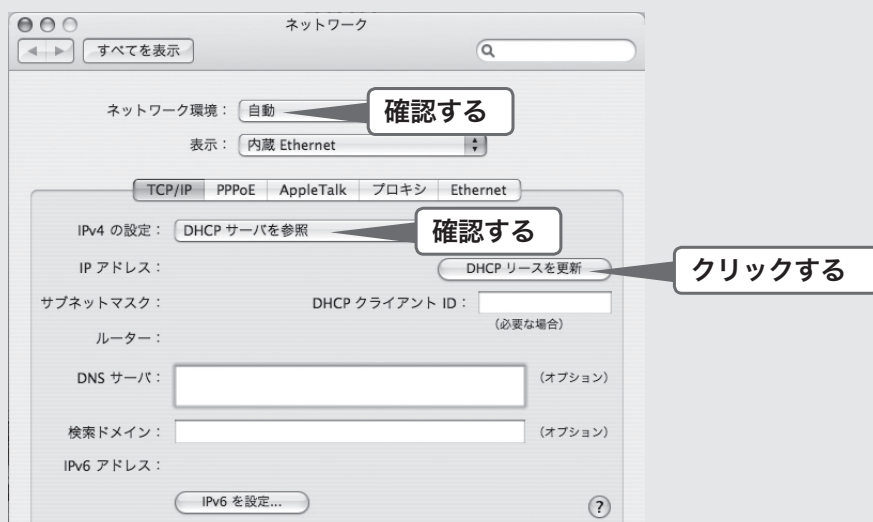 ネットワーク
すべてを表示
ネットワーク環境： 自動
確認する
表示： 内蔵 Ethernet
TCP/IP PPPoE AppleTalk プロキシ Ethernet
IPv4 の設定： DHCP サーバを参照
確認する
IP アドレス： DHCP リースを更新
クリックする
サブネットマスク： DHCP クライアント ID：
（必要な場合）
ルーター：
DNS サーバ： （オプション）
検索ドメイン： （オプション）
IPv6 アドレス：
IPv6 を設定... ?